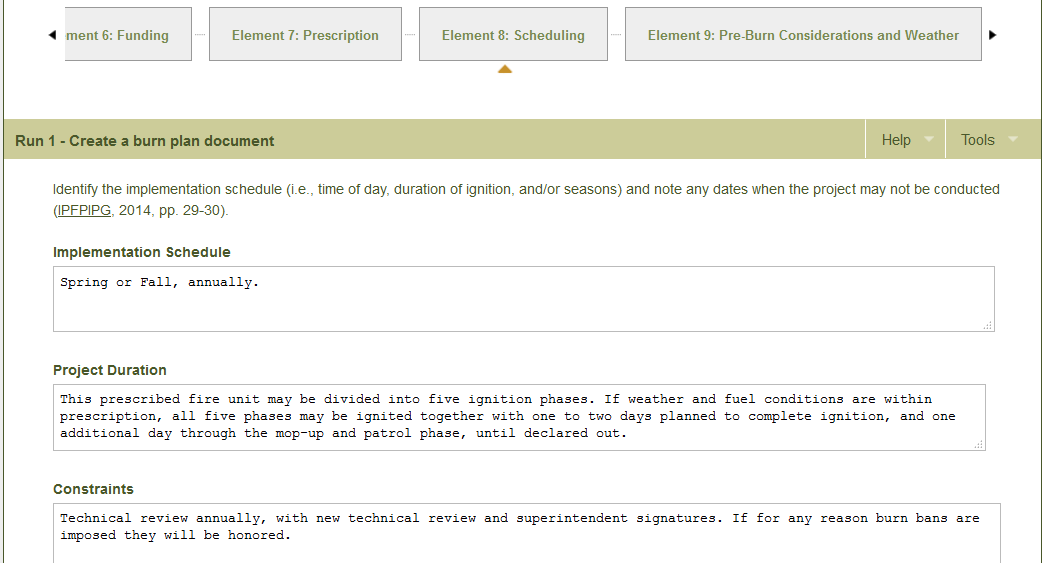 ment 6: Funding
Element 7: Prescription
Element 8: Scheduling
Element 9: Pre-Burn Considerations and Weather
Run 1 - Create a burn plan document
Help
Tools
Identify the implementation schedule (i.e., time of day, duration of ignition, and/or seasons) and note any dates when the project may not be conducted
(IPFPIPG, 2014, pp. 29-30).
Implementation Schedule
Spring or Fall, annually.
Project Duration
This prescribed fire unit may be divided into five ignition phases. If weather and fuel conditions are within
prescription, all five phases may be ignited together with one to two days planned to complete ignition, and one
additional day through the mop-up and patrol phase, until declared out.
Constraints
Technical review annually, with new technical review and superintendent signatures. If for any reason burn bans are
imposed they will be honored.